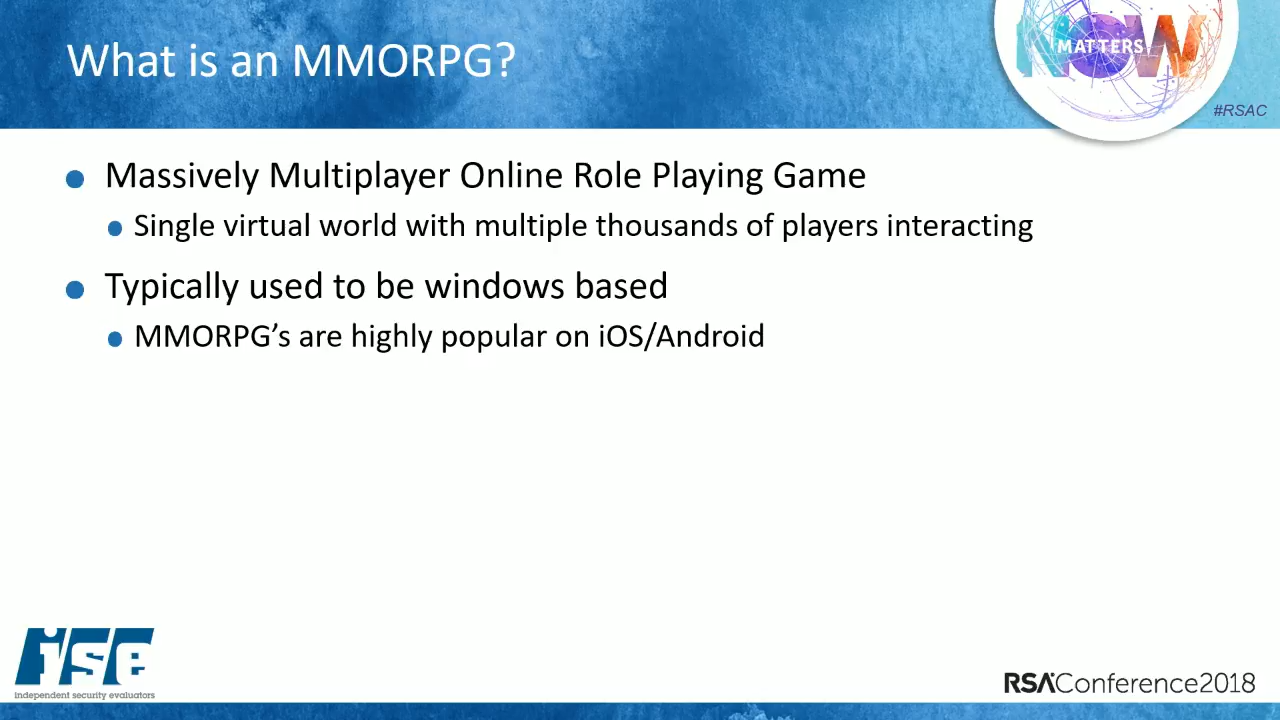 What is an MMORPG?
NOW
MATTERS
#RSAC
Massively Multiplayer Online Role Playing Game
Single virtual world with multiple thousands of players interacting
Typically used to be windows based
MMORPG’s are highly popular on iOS/Android
ise
independent security evaluators
RSAConference2018